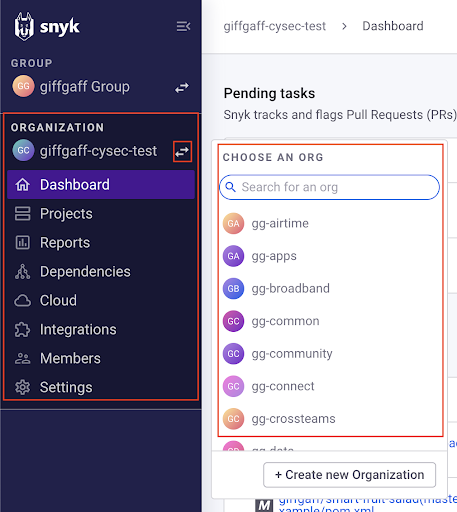 snyk
GROUP
GG giffgaff Group
ORGANIZATION
GC giffgaff-cysec-test
Dashboard
Projects
Reports
Dependencies
Cloud
Integrations
Members
Settings
giffgaff-cysec-test > Dashboard
Pending tasks
Snyk tracks and flags Pull Requests (PRs)
CHOOSE AN ORG
Search for an org
GA gg-airtime
GA gg-apps
GB gg-broadband
GC gg-common
GC gg-community
GC gg-connect
GC gg-crossteams
gg-data
+ Create new Organization
M giffgaff/smart-fruit-salad(maste
xample/pom.xml